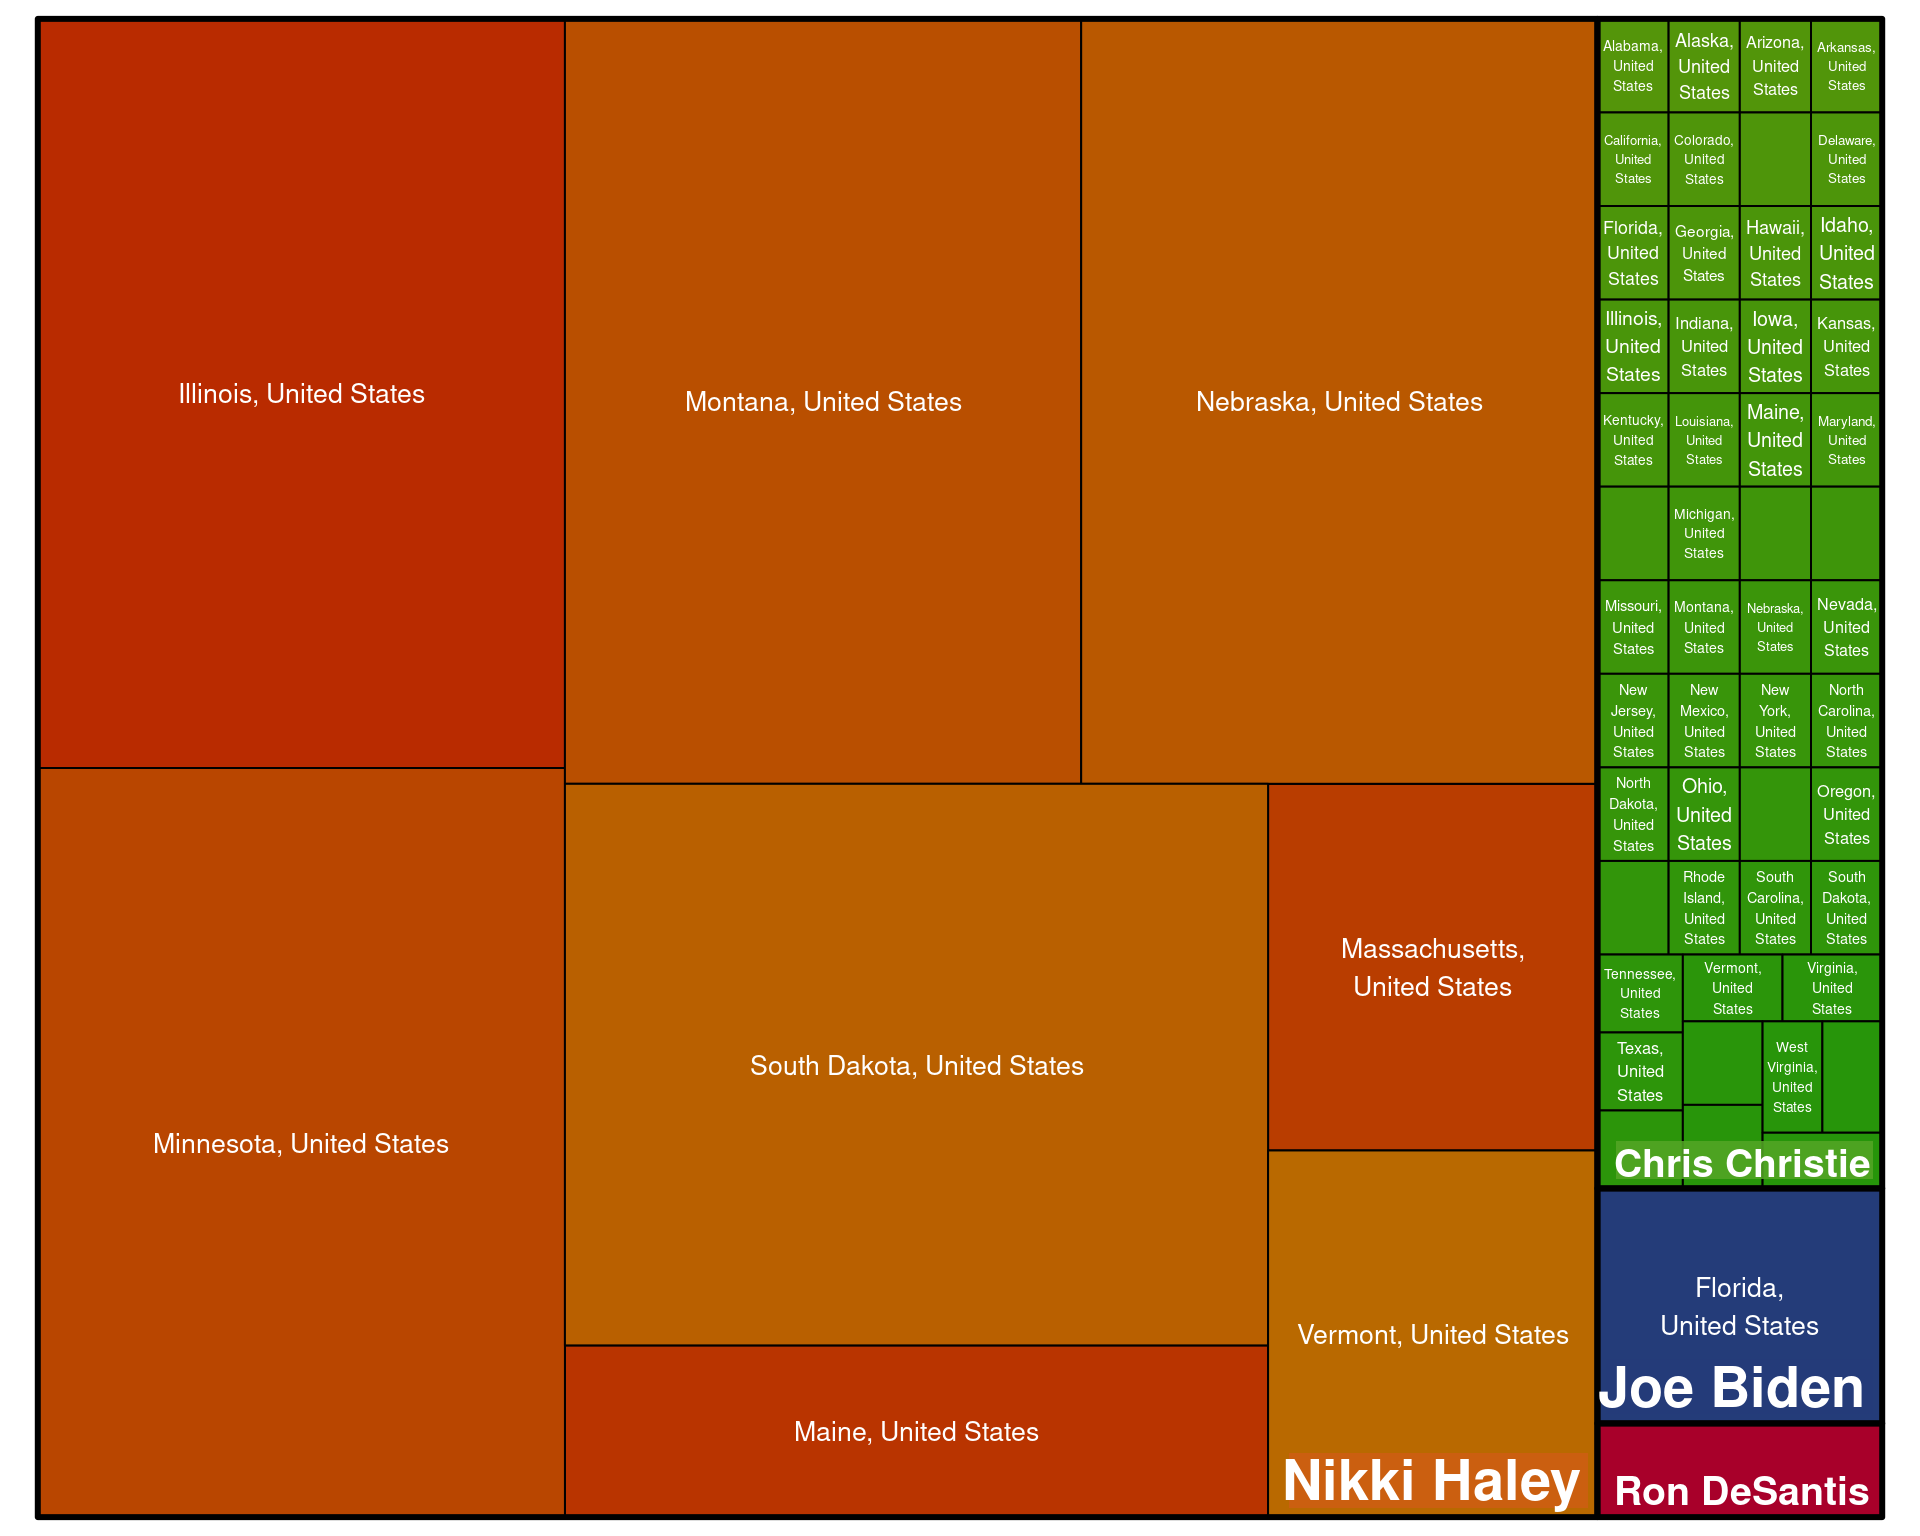 Illinois, United States
Minnesota, United States
Montana, United States
Nebraska, United States
South Dakota, United States
Maine, United States
Massachusetts,
United States
Vermont, United States
Nikki Haley
Alabama,
United
States
Alaska,
United
States
Arizona,
United
States
Arkansas,
United
States
California,
United
States
Colorado,
United
States
Delaware,
United
States
Florida,
United
States
Georgia,
United
States
Hawaii,
United
States
Idaho,
United
States
Illinois,
United
States
Indiana,
United
States
Iowa,
United
States
Kansas,
United
States
Kentucky,
United
States
Louisiana,
United
States
Maine,
United
States
Maryland,
United
States
Michigan,
United
States
Missouri,
United
States
Montana,
United
States
Nebraska,
United
States
Nevada,
United
States
New
Jersey,
United
States
New
Mexico,
United
States
New
York,
United
States
North
Carolina,
United
States
North
Dakota,
United
States
Ohio,
United
States
Oregon,
United
States
Rhode
Island,
United
States
South
Carolina,
United
States
South
Dakota,
United
States
Tennessee,
United
States
Vermont,
United
States
Virginia,
United
States
Texas,
United
States
West
Virginia,
United
States
Chris Christie
Florida,
United States
Joe Biden
Ron DeSantis